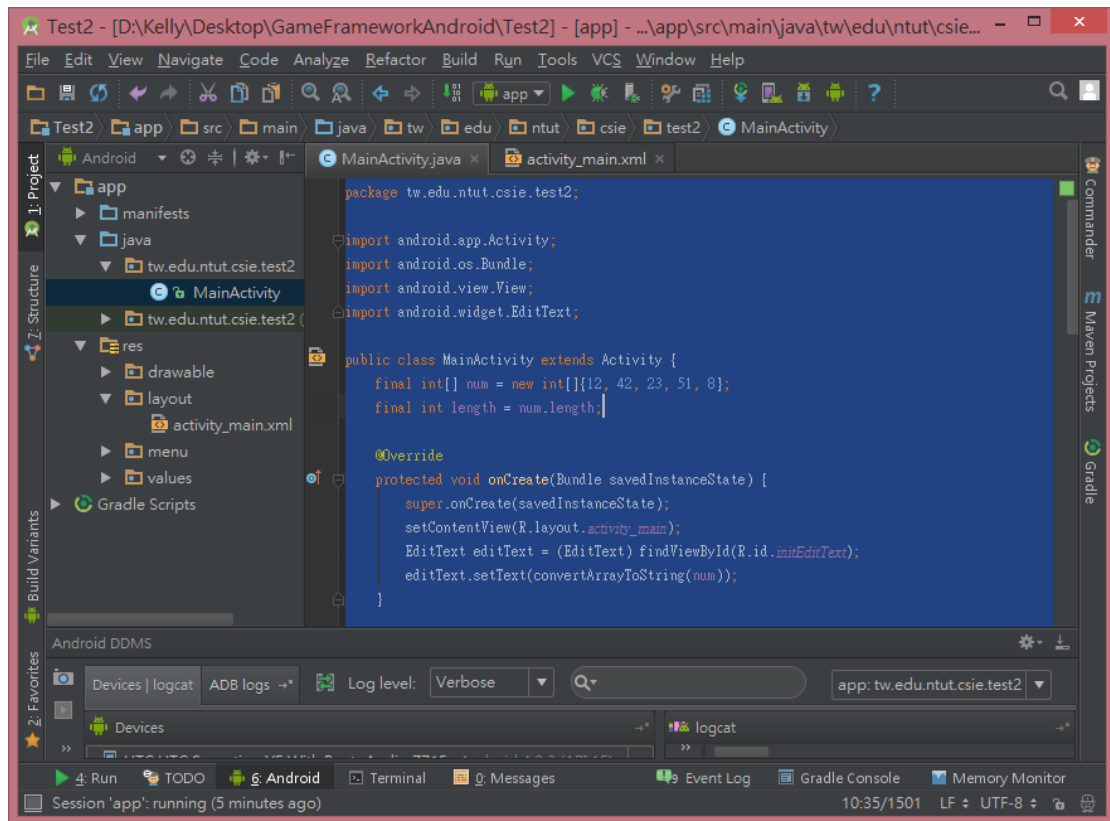 Test2 - [D:\Kelly\Desktop\GameFrameworkAndroid\Test2] - [app] - ...\app\src\main\java\tw\edu\ntut\csie...
File Edit View Navigate Code Analyze Refactor Build Run Tools VCS Window Help
app
Test2 app src main java tw edu ntut csie test2 MainActivity
Android
MainActivity.java
activity_main.xml
1: Project
7: Structure
Build Variants
2: Favorites
app
manifests
java
tw.edu.ntut.csie.test2
MainActivity
tw.edu.ntut.csie.test2 (
res
drawable
layout
activity_main.xml
menu
values
Gradle Scripts
package tw.edu.ntut.csie.test2;
import android.app.Activity;
import android.os.Bundle;
import android.view.View;
import android.widget.EditText;
public class MainActivity extends Activity {
final int[] num = new int[]{12, 42, 23, 51, 8};
final int length = num.length;
@Override
protected void onCreate(Bundle savedInstanceState) {
super.onCreate(savedInstanceState);
setContentView(R.layout.activity_main);
EditText editText = (EditText) findViewById(R.id.initEditText);
editText.setText(convertArrayToString(num));
}
Commander
Maven Projects
Gradle
Android DDMS
Devices | logcat ADB logs Log level: Verbose app: tw.edu.ntut.csie.test2
Devices logcat
4: Run TODO 6: Android Terminal 0: Messages Event Log Gradle Console Memory Monitor
Session 'app': running (5 minutes ago) 10:35/1501 LF UTF-8